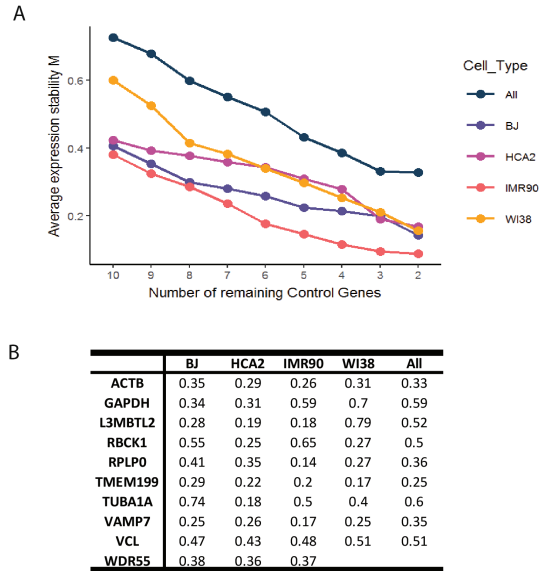 A
Average expression stability M
0.6
0.4
0.2
10 9 8 7 6 5 4 3 2
Number of remaining Control Genes
Cell_Type
All
BJ
HCA2
IMR90
WI38
B
BJ HCA2 IMR90 WI38 All
ACTB 0.35 0.29 0.26 0.31 0.33
GAPDH 0.34 0.31 0.59 0.7 0.59
L3MBTL2 0.28 0.19 0.18 0.79 0.52
RBCK1 0.55 0.25 0.65 0.27 0.5
RPLP0 0.41 0.35 0.14 0.27 0.36
TMEM199 0.29 0.22 0.2 0.17 0.25
TUBA1A 0.74 0.18 0.5 0.4 0.6
VAMP7 0.25 0.26 0.17 0.25 0.35
VCL 0.47 0.43 0.48 0.51 0.51
WDR55 0.38 0.36 0.37